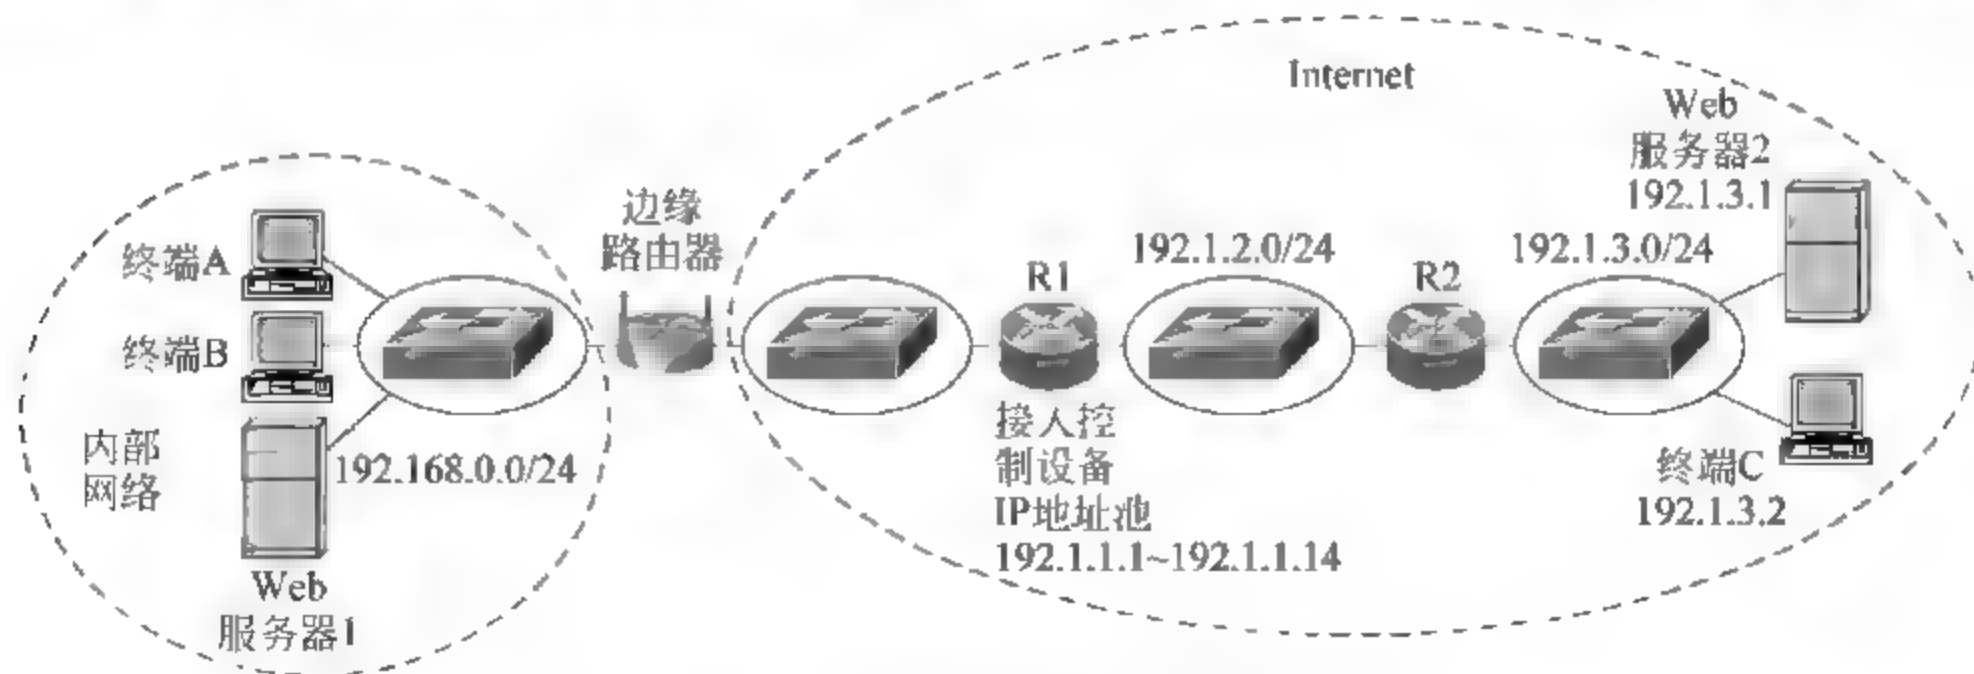 Internet
Web
服务器2
192.1.3.1
边缘
路由器
192.1.2.0/24
192.1.3.0/24
终端A
R1
R2
终端B
接入控
制设备
IP地址池
192.1.1.1~192.1.1.14
内部
网络
192.168.0.0/24
终端C
192.1.3.2
Web
服务器1